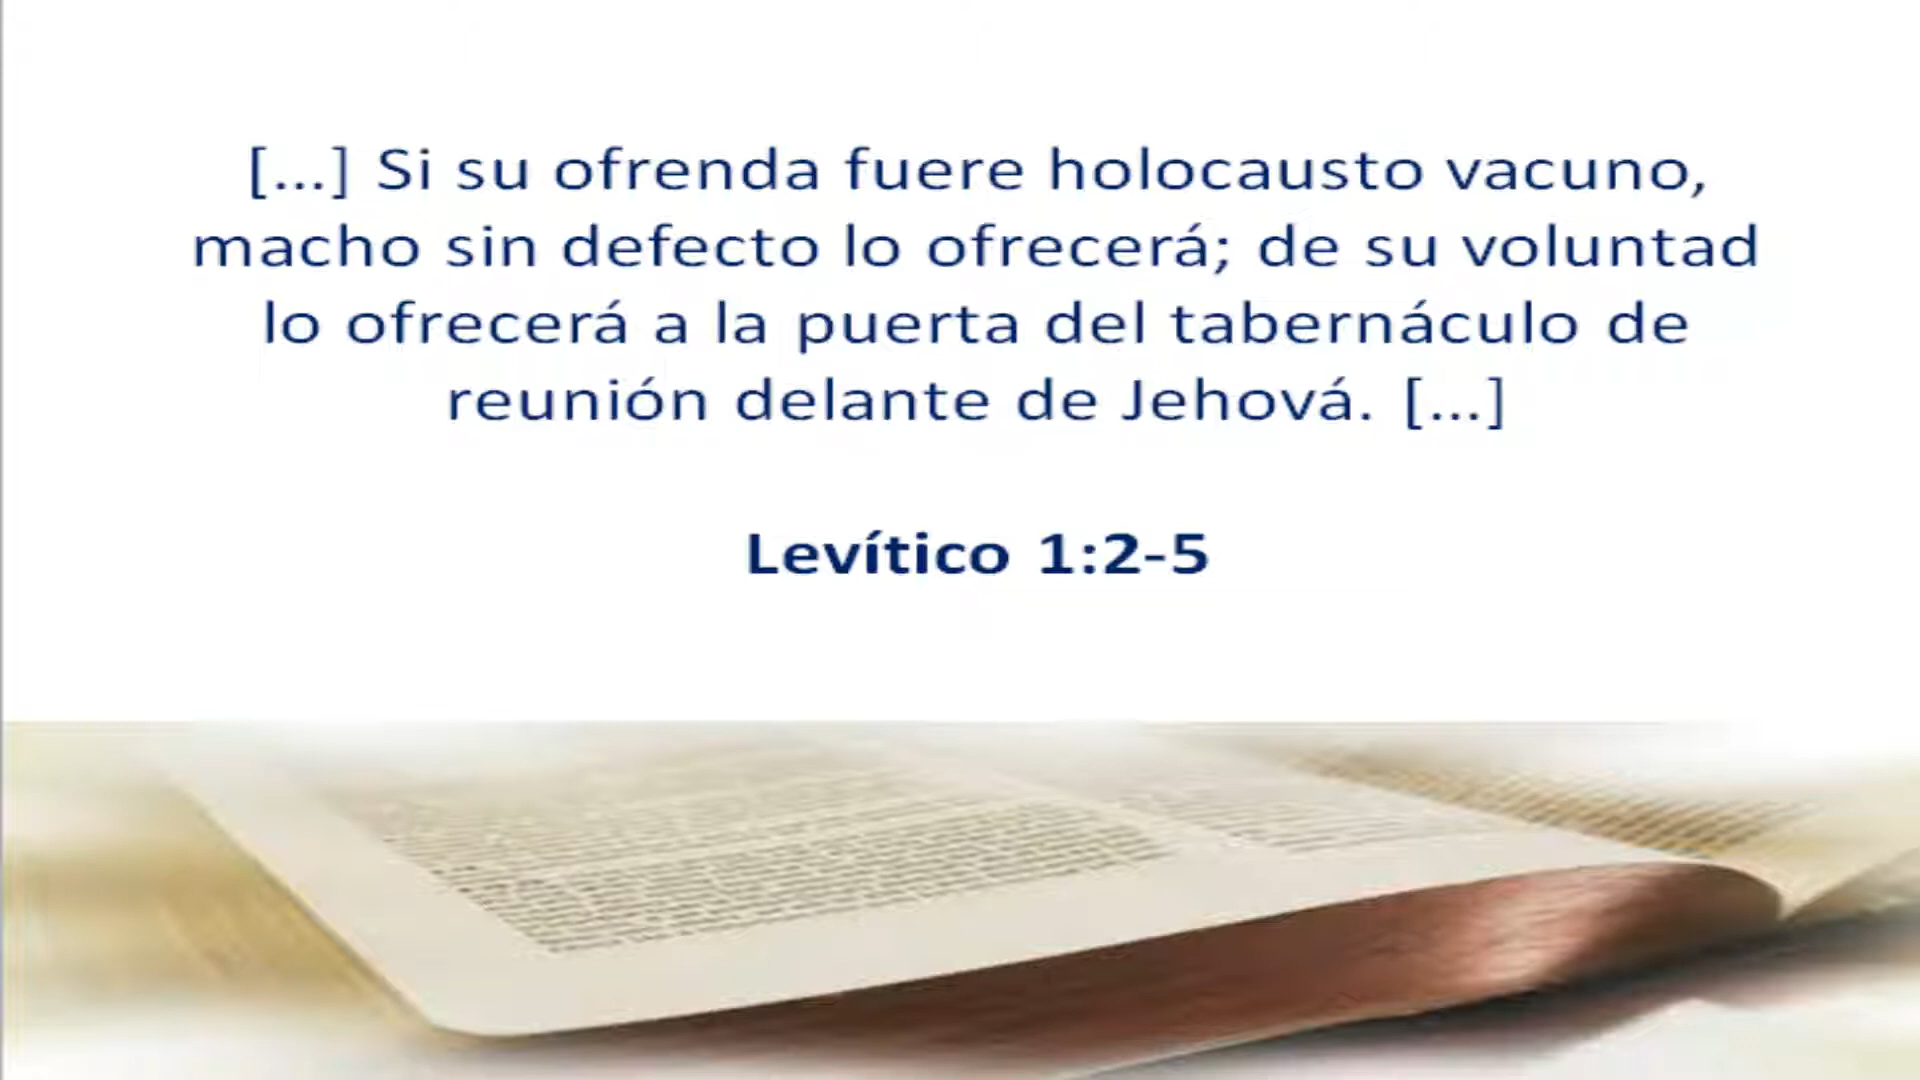 [...] Si su ofrenda fuere holocausto vacuno,
macho sin defecto lo ofrecerá; de su voluntad
lo ofrecerá a la puerta del tabernáculo de
reunión delante de Jehová. [...]
Levítico 1:2-5